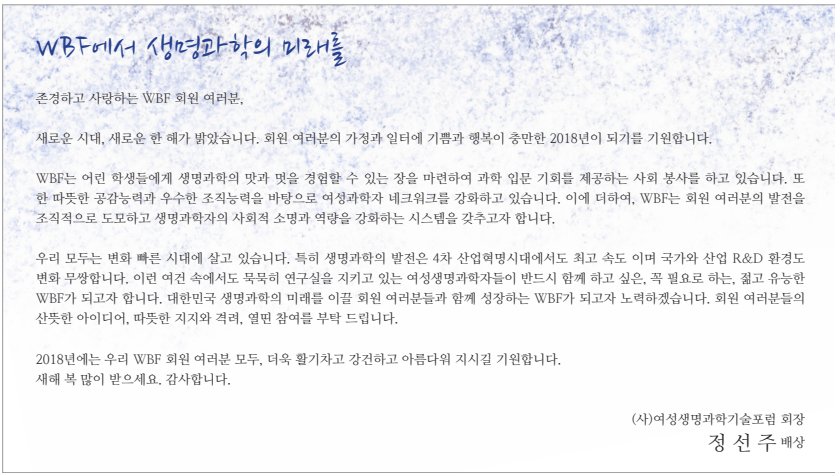 WBF에서 생명과학의 미래를
존경하고 사랑하는 WBF 회원 여러분,
새로운 시대, 새로운 한 해가 밝았습니다. 회원 여러분의 가정과 일터에 기쁨과 행복이 충만한 2018년이 되기를 기원합니다.
WBF는 어린 학생들에게 생명과학의 맛과 멋을 경험할 수 있는 장을 마련하여 과학 입문 기회를 제공하는 사회 봉사를 하고 있습니다. 또
한 따뜻한 공감능력과 우수한 조직능력을 바탕으로 여성과학자 네크워크를 강화하고 있습니다. 이에 더하여, WBF는 회원 여러분의 발전을
조직적으로 도모하고 생명과학자의 사회적 소명과 역량을 강화하는 시스템을 갖추고자 합니다.
우리 모두는 변화 빠른 시대에 살고 있습니다. 특히 생명과학의 발전은 4차 산업혁명시대에서도 최고 속도 이며 국가와 산업 R&D 환경도
변화 무쌍합니다. 이런 여건 속에서도 묵묵히 연구실을 지키고 있는 여성생명과학자들이 반드시 함께 하고 싶은, 꼭 필요로 하는, 젊고 유능한
WBF가 되고자 합니다. 대한민국 생명과학의 미래를 이끌 회원 여러분들과 함께 성장하는 WBF가 되고자 노력하겠습니다. 회원 여러분들의
산뜻한 아이디어, 따뜻한 지지와 격려, 열띤 참여를 부탁 드립니다.
2018년에는 우리 WBF 회원 여러분 모두, 더욱 활기차고 강건하고 아름다워 지시길 기원합니다.
새해 복 많이 받으세요. 감사합니다.
(사)여성생명과학기술포럼 회장
정 선 주 배상